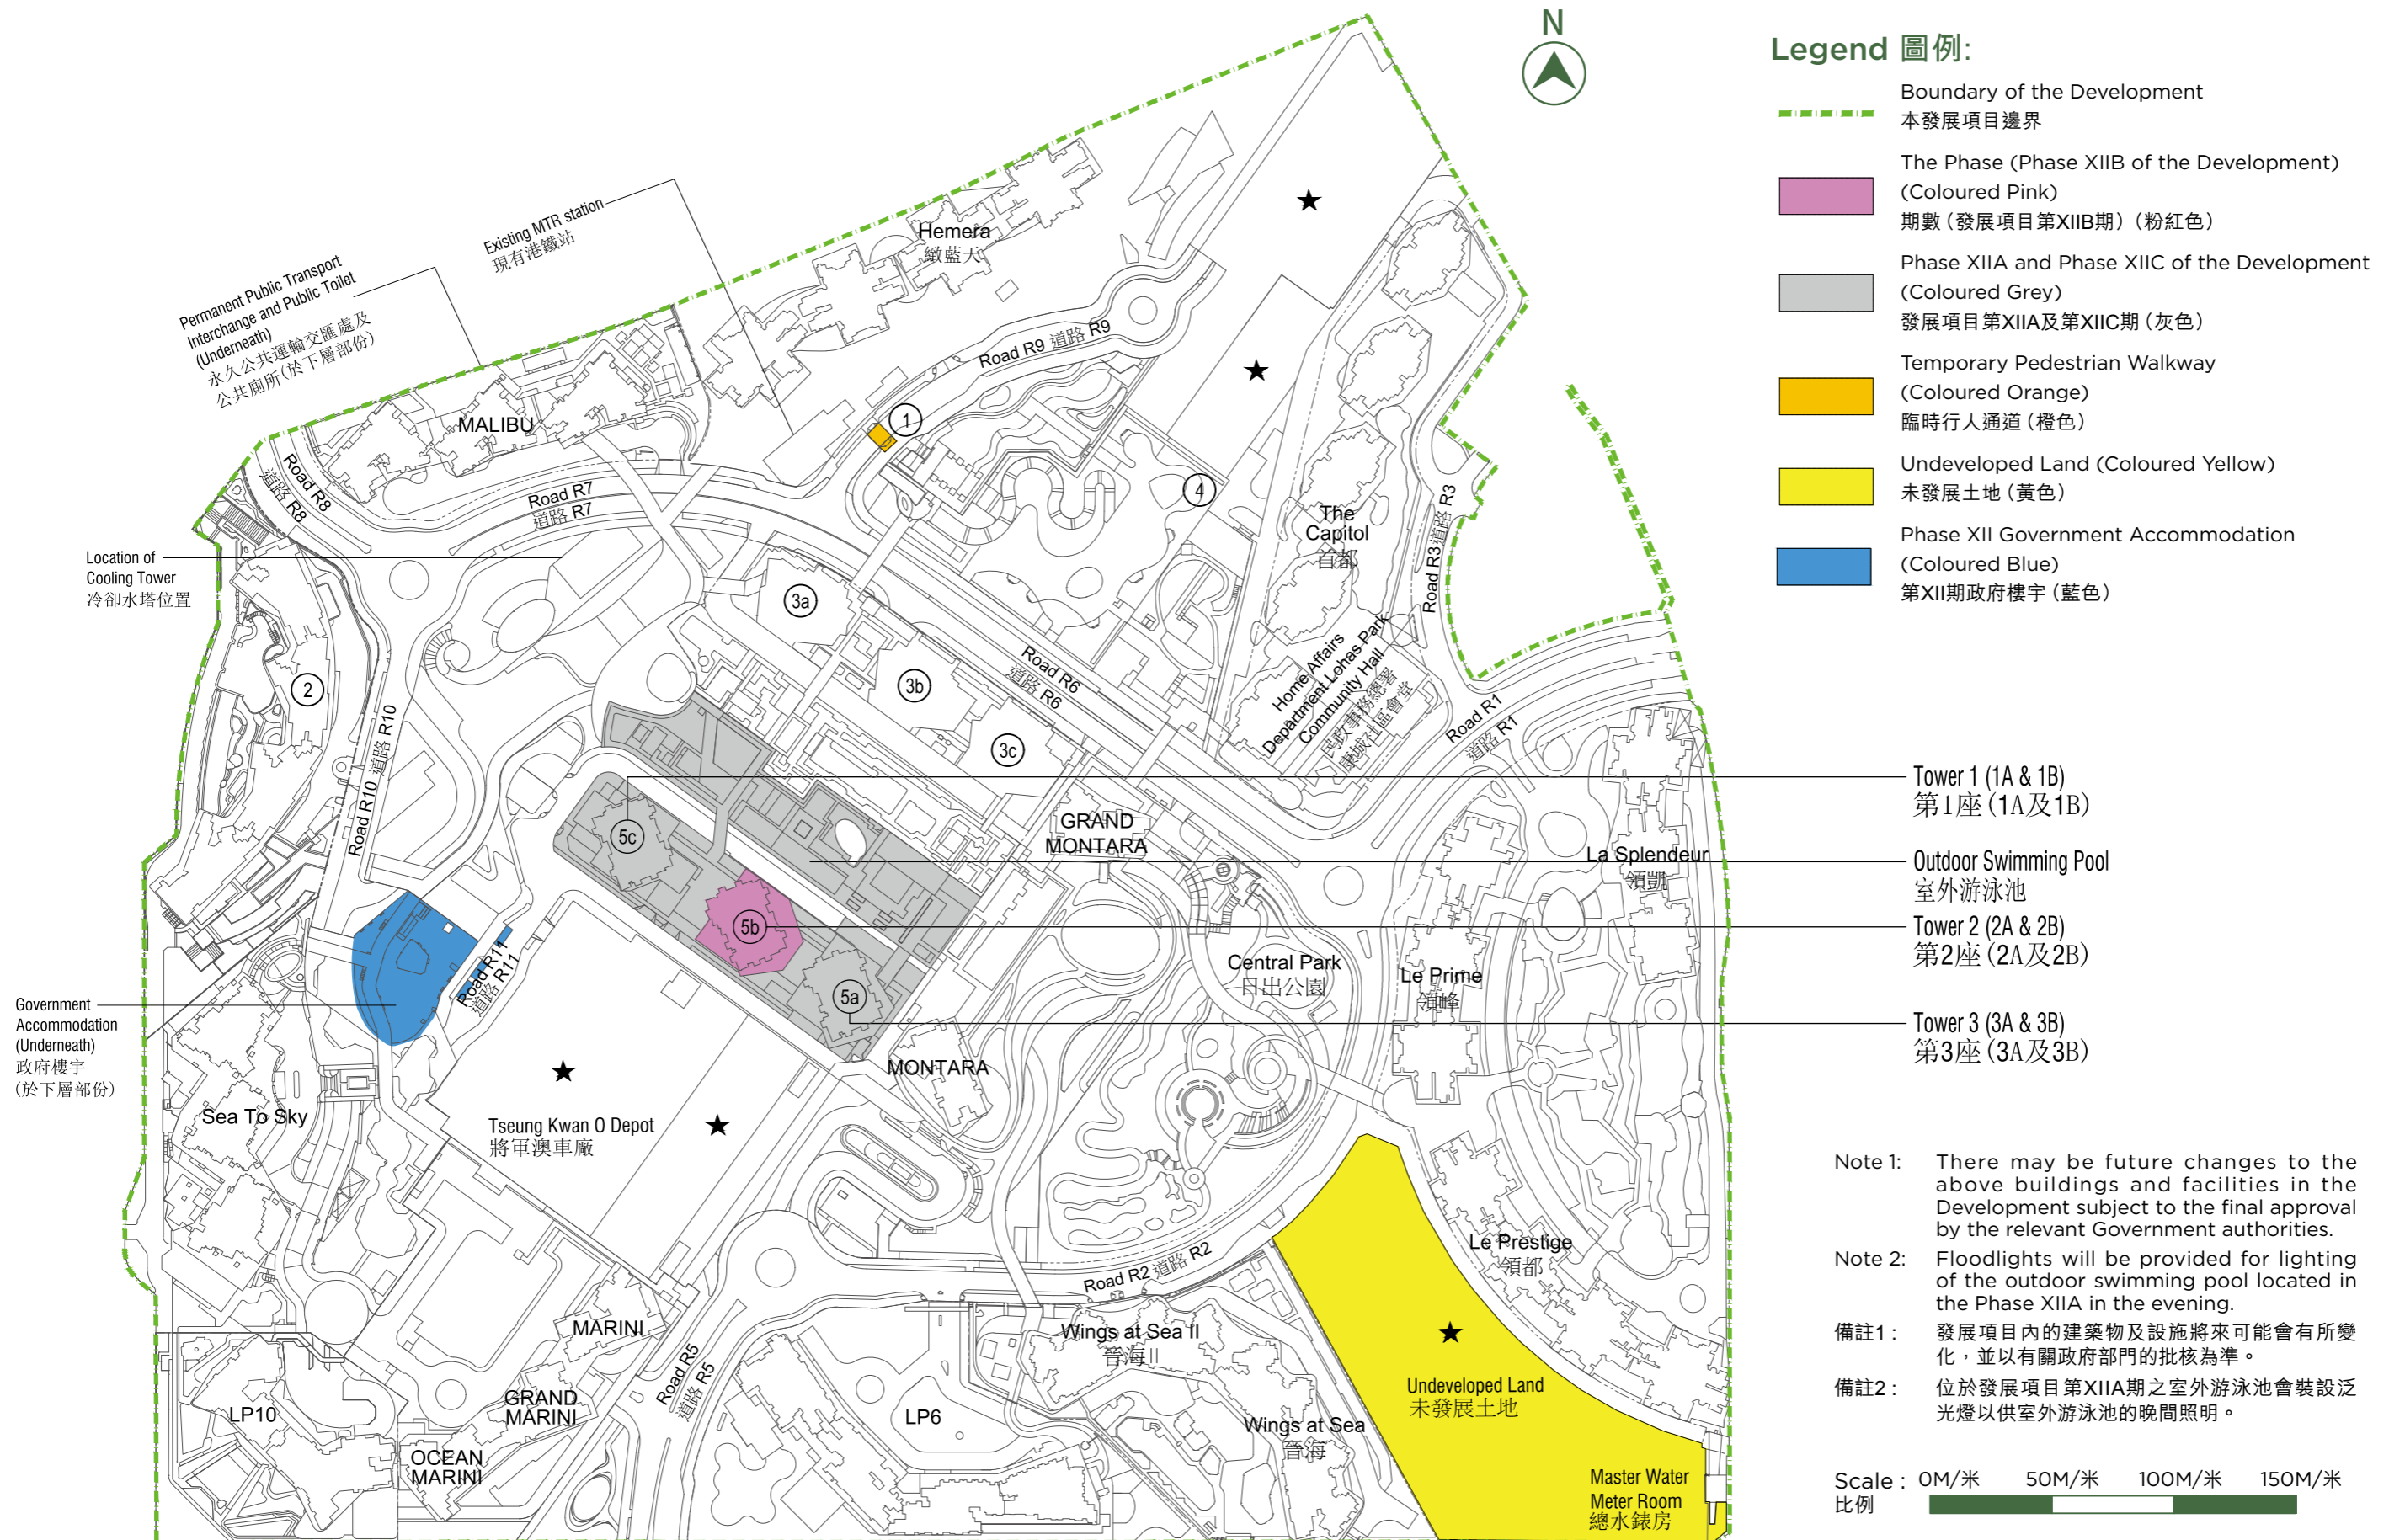 N
Legend 圖例:
Boundary of the Development
本發展項目邊界
The Phase (Phase XIIB of the Development)
(Coloured Pink)
期數 (發展項目第XIIB期) (粉紅色)
Phase XIIA and Phase XIIC of the Development
(Coloured Grey)
發展項目第XIIA及第XIIC期 (灰色)
Temporary Pedestrian Walkway
(Coloured Orange)
臨時行人通道 (橙色)
Undeveloped Land (Coloured Yellow)
未發展土地 (黃色)
Phase XII Government Accommodation
(Coloured Blue)
第XII期政府樓宇 (藍色)
Existing MTR station
現有港鐵站
Permanent Public Transport
Interchange and Public Toilet
(Underneath)
永久公共運輸交匯處及
公共廁所(於下層部份)
Hemera
緻藍天
Road R9 道路 R9
MALIBU
1
Road R8
道路 R8
Road R7
道路 R7
4
The
Capitol
首都
Road R3 道路 R3
Location of
Cooling Tower
冷卻水塔位置
3a
2
3b
Road R6
道路 R6
3c
Home Affairs
Department Lohas Park
Community Hall
民政事務總署
康城社區會堂
Road R1
道路 R1
Road R10 道路 R10
Tower 1 (1A & 1B)
第1座 (1A及1B)
5c
GRAND
MONTARA
La Splendeur
領凱
Outdoor Swimming Pool
室外游泳池
5b
Tower 2 (2A & 2B)
第2座 (2A及2B)
Road R11
道路 R11
Central Park
日出公園
Le Prime
領峰
5a
Government
Accommodation
(Underneath)
政府樓宇
(於下層部份)
Tower 3 (3A & 3B)
第3座 (3A及3B)
MONTARA
Sea To Sky
Tseung Kwan O Depot
將軍澳車廠
Road R2 道路 R2
Le Prestige
領都
MARINI
Wings at Sea II
晉海II
Road R5
道路 R5
GRAND
MARINI
LP10
LP6
Undeveloped Land
未發展土地
Wings at Sea
晉海
OCEAN
MARINI
Master Water
Meter Room
總水錶房
Note 1: There may be future changes to the
above buildings and facilities in the
Development subject to the final approval
by the relevant Government authorities.
Note 2: Floodlights will be provided for lighting
of the outdoor swimming pool located in
the Phase XIIA in the evening.
備註1： 發展項目內的建築物及設施將來可能會有所變
化，並以有關政府部門的批核為準。
備註2： 位於發展項目第XIIA期之室外游泳池會裝設泛
光燈以供室外游泳池的晚間照明。
Scale : 0M/米 50M/米 100M/米 150M/米
比例